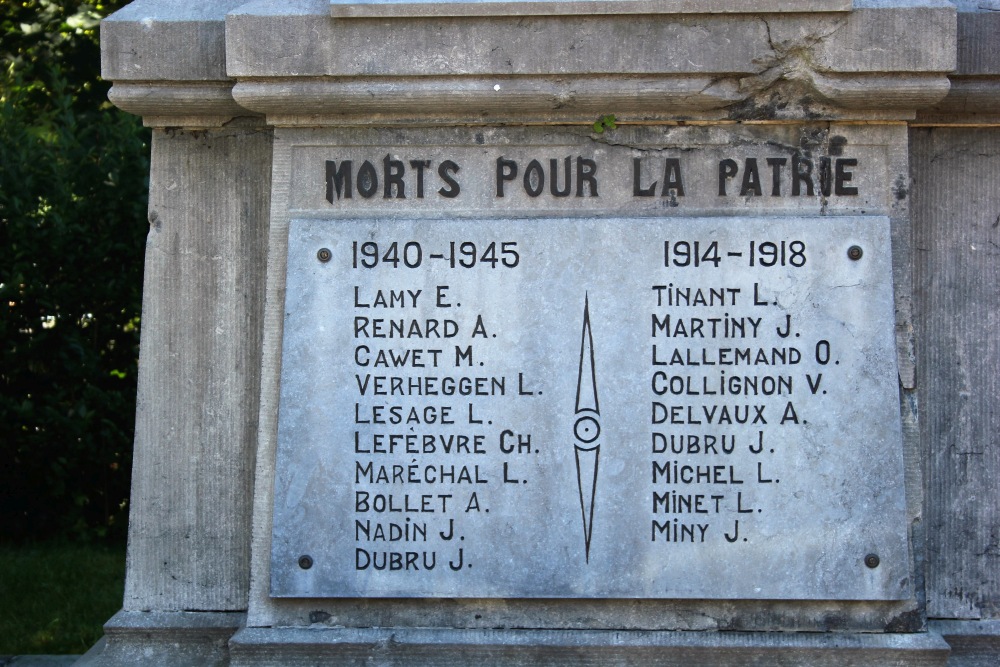 MORTS POUR LA PATRIE
1940-1945
LAMY E.
RENARD A.
CAWET M.
VERHEGGEN L.
LESAGE L.
LEFÉBVRE CH.
MARÉCHAL L.
BOLLET A.
NADIN J.
DUBRU J.
1914-1918
TINANT L.
MARTINY J.
LALLEMAND O.
COLLIGNON V.
DELVAUX A.
DUBRU J.
MICHEL L.
MINET L.
MINY J.